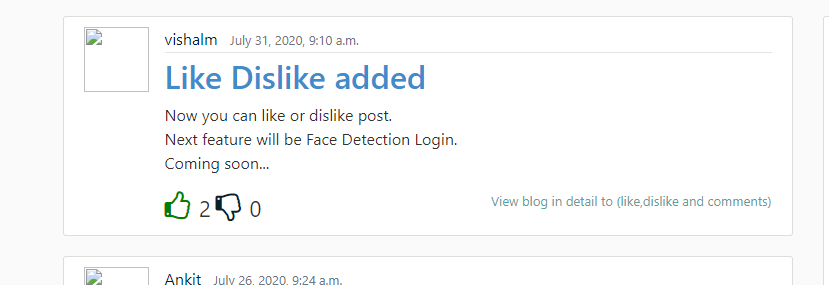 vishalm July 31, 2020, 9:10 a.m.
Like Dislike added
Now you can like or dislike post.
Next feature will be Face Detection Login.
Coming soon...
2 0 View blog in detail to (like,dislike and comments)
Ankit July 26, 2020, 9:24 a.m.